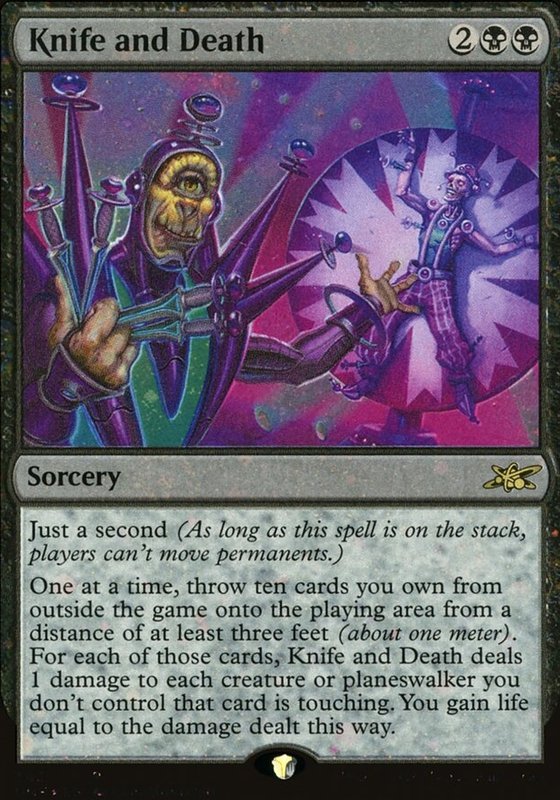 Knife and Death 2
Sorcery
Just a second (As long as this spell is on the stack,
players can't move permanents.)
One at a time, throw ten cards you own from
outside the game onto the playing area from a
distance of at least three feet (about one meter).
For each of those cards, Knife and Death deals
1 damage to each creature or planeswalker you
don't control that card is touching. You gain life
equal to the damage dealt this way.